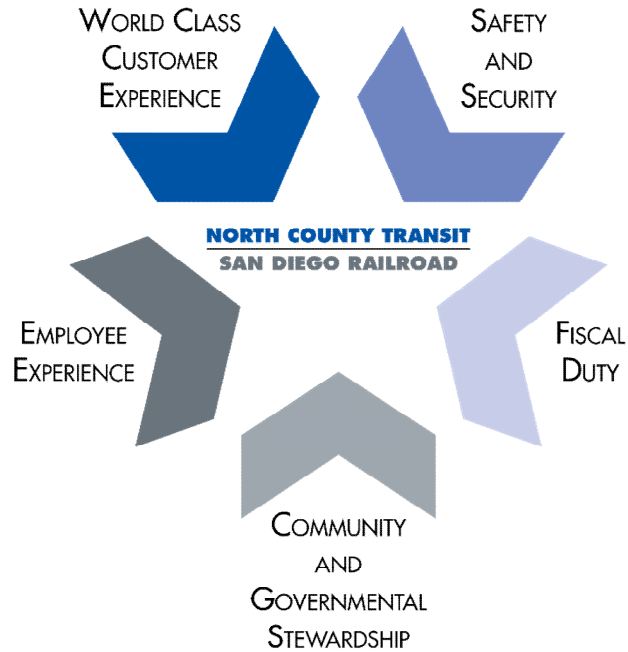 World Class
Customer
Experience
Safety
and
Security
NORTH COUNTY TRANSIT
SAN DIEGO RAILROAD
Employee
Experience
Fiscal
Duty
Community
and
Governmental
Stewardship